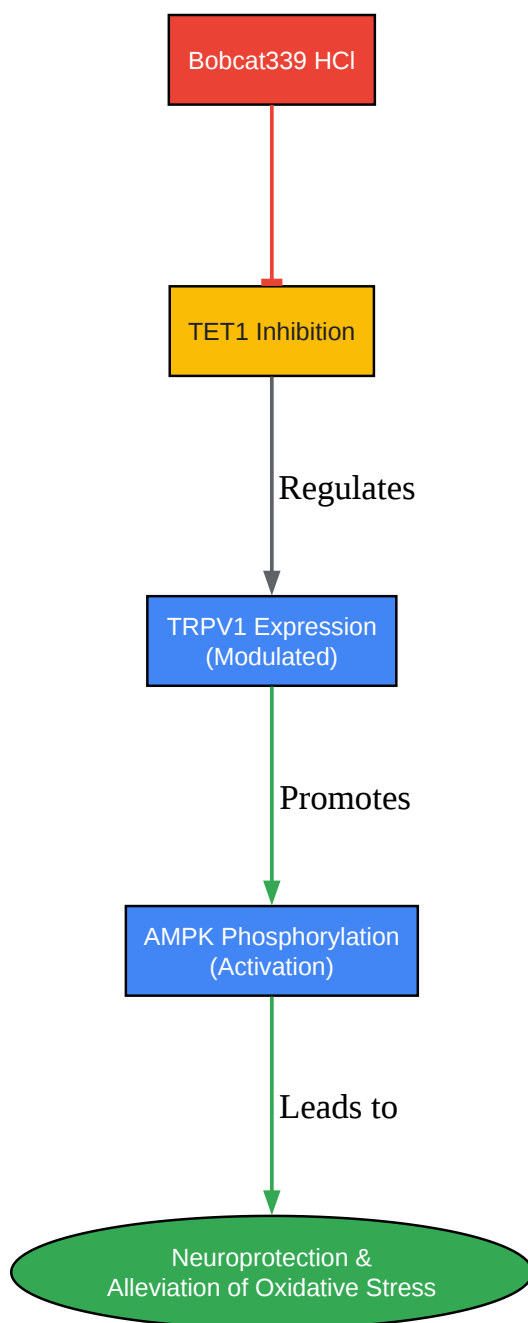 Bobcat339 HCl
TET1 Inhibition
Regulates
TRPV1 Expression
(Modulated)
Promotes
AMPK Phosphorylation
(Activation)
Leads to
Neuroprotection &
Alleviation of Oxidative Stress